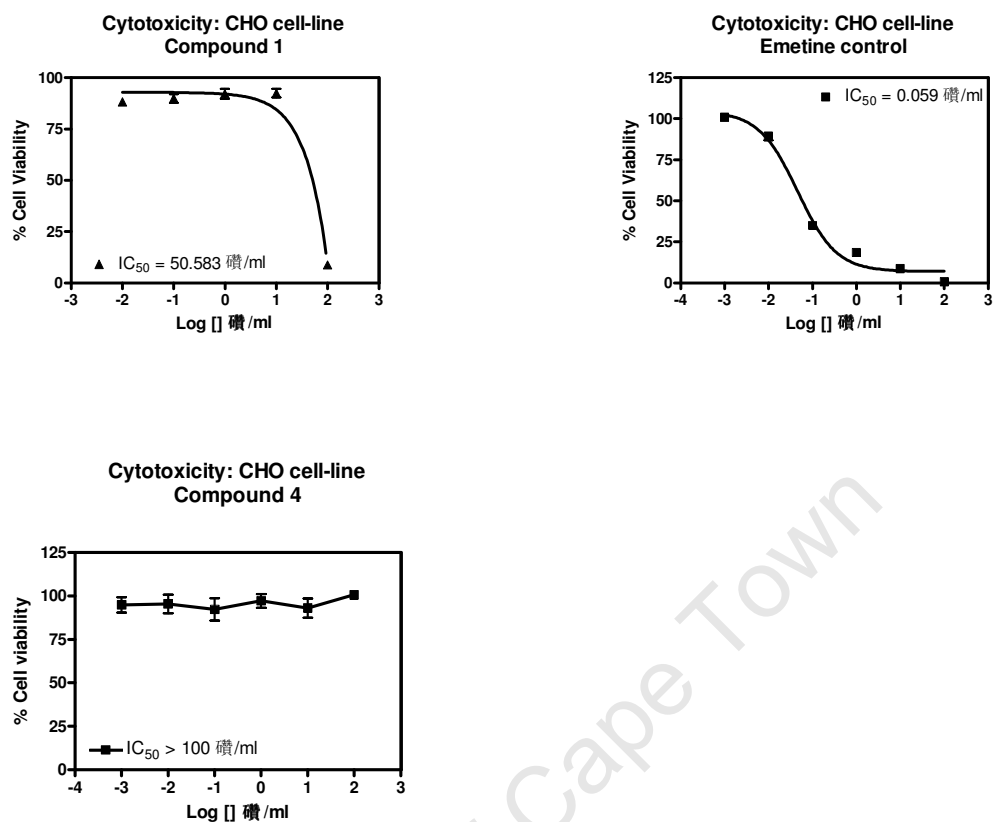 Cytotoxicity: CHO cell-line
Compound 1
100
75
50
25
0
% Cell Viability
IC50 = 50.583 礸/ml
-3 -2 -1 0 1 2 3
Log [] 礸/ml
Cytotoxicity: CHO cell-line
Emetine control
125
100
75
50
25
0
% Cell Viability
IC50 = 0.059 礸/ml
-4 -3 -2 -1 0 1 2 3
Log [] 礸/ml
Cytotoxicity: CHO cell-line
Compound 4
125
100
75
50
25
0
% Cell viability
IC50 > 100 礸/ml
-4 -3 -2 -1 0 1 2 3
Log [] 礸/ml
Cape Town